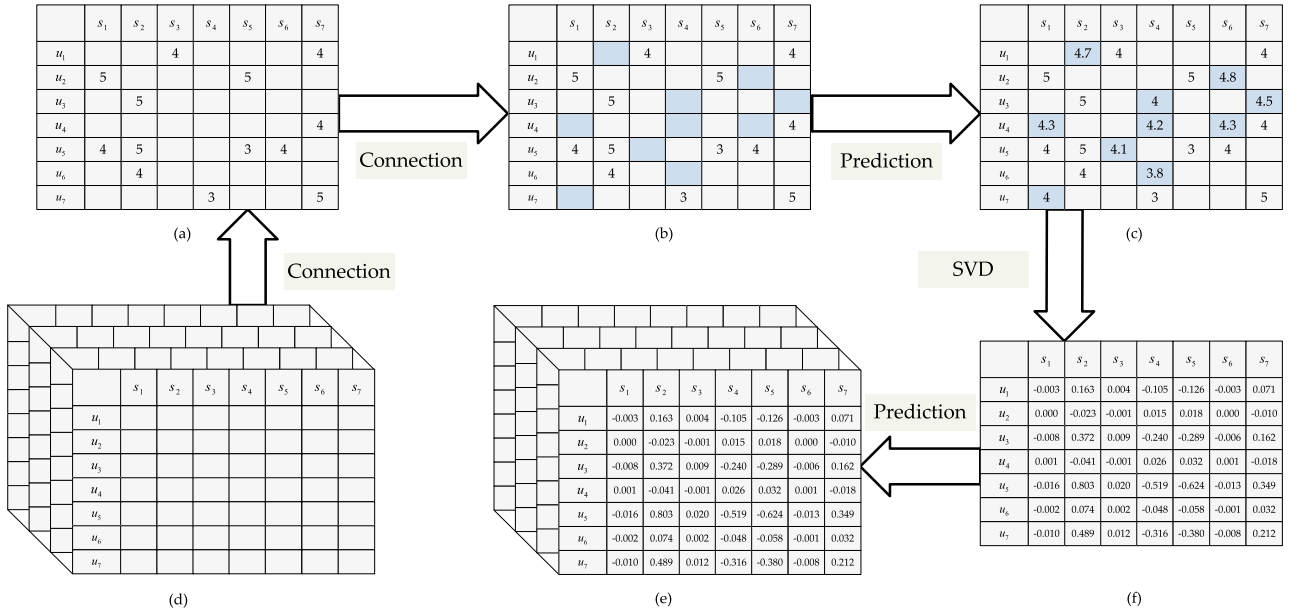 s1 s2 s3 s4 s5 s6 s7
u1 4 4
u2 5 5
u3 5
u4 4
u5 4 5 3 4
u6 4
u7 3 5
(a)
Connection
s1 s2 s3 s4 s5 s6 s7
u1 4 4
u2 5 5
u3 5
u4 4
u5 4 5 3 4
u6 4
u7 3 5
(b)
Prediction
s1 s2 s3 s4 s5 s6 s7
u1 4.7 4 4
u2 5 5 4.8
u3 5 4 4.5
u4 4.3 4.2 4.3 4
u5 4 5 4.1 3 4
u6 4 3.8
u7 4 3 5
(c)
Connection
SVD
s1 s2 s3 s4 s5 s6 s7
u1
u2
u3
u4
u5
u6
u7
(d)
s1 s2 s3 s4 s5 s6 s7
u1 -0.003 0.163 0.004 -0.105 -0.126 -0.003 0.071
u2 0.000 -0.023 -0.001 0.015 0.018 0.000 -0.010
u3 -0.008 0.372 0.009 -0.240 -0.289 -0.006 0.162
u4 0.001 -0.041 -0.001 0.026 0.032 0.001 -0.018
u5 -0.016 0.803 0.020 -0.519 -0.624 -0.013 0.349
u6 -0.002 0.074 0.002 -0.048 -0.058 -0.001 0.032
u7 -0.010 0.489 0.012 -0.316 -0.380 -0.008 0.212
(e)
Prediction
s1 s2 s3 s4 s5 s6 s7
u1 -0.003 0.163 0.004 -0.105 -0.126 -0.003 0.071
u2 0.000 -0.023 -0.001 0.015 0.018 0.000 -0.010
u3 -0.008 0.372 0.009 -0.240 -0.289 -0.006 0.162
u4 0.001 -0.041 -0.001 0.026 0.032 0.001 -0.018
u5 -0.016 0.803 0.020 -0.519 -0.624 -0.013 0.349
u6 -0.002 0.074 0.002 -0.048 -0.058 -0.001 0.032
u7 -0.010 0.489 0.012 -0.316 -0.380 -0.008 0.212
(f)